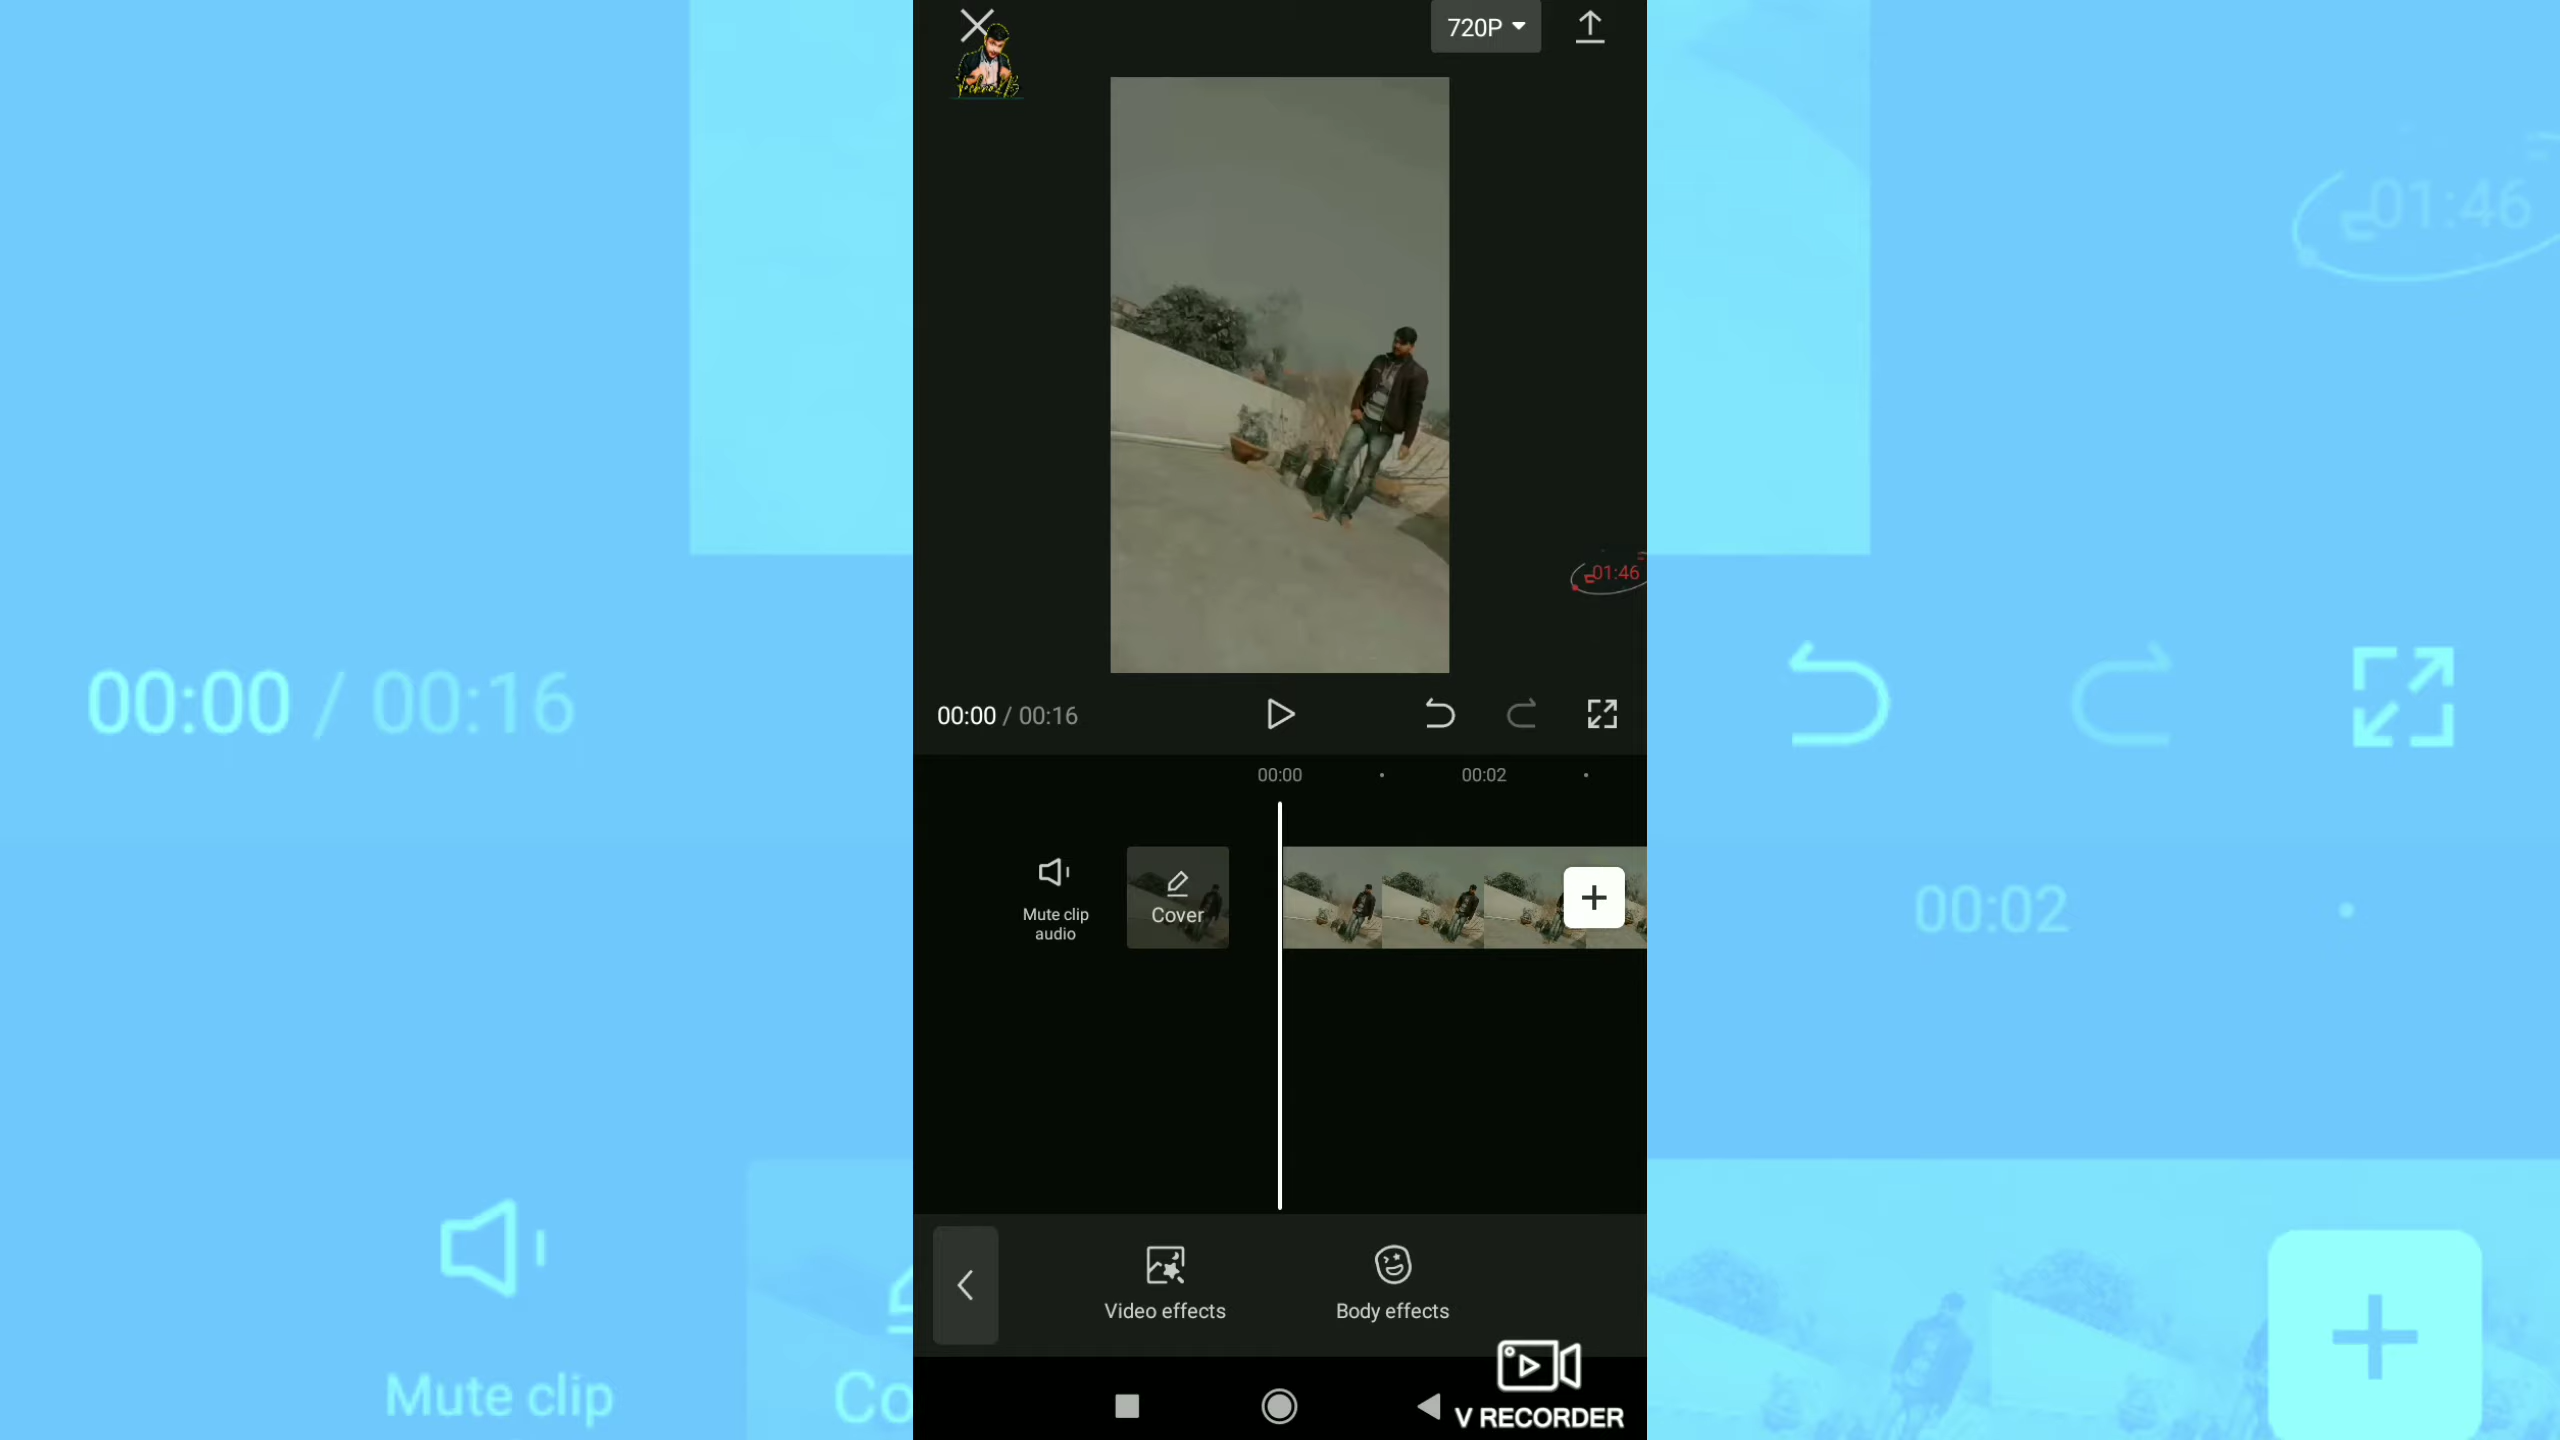 720P
01:46
01:46
00:00 / 00:16
00:00 / 00:16
00:00
00:02
00:02
Mute clip
audio
Cover
Video effects
Body effects
Mute clip
Co
V RECORDER